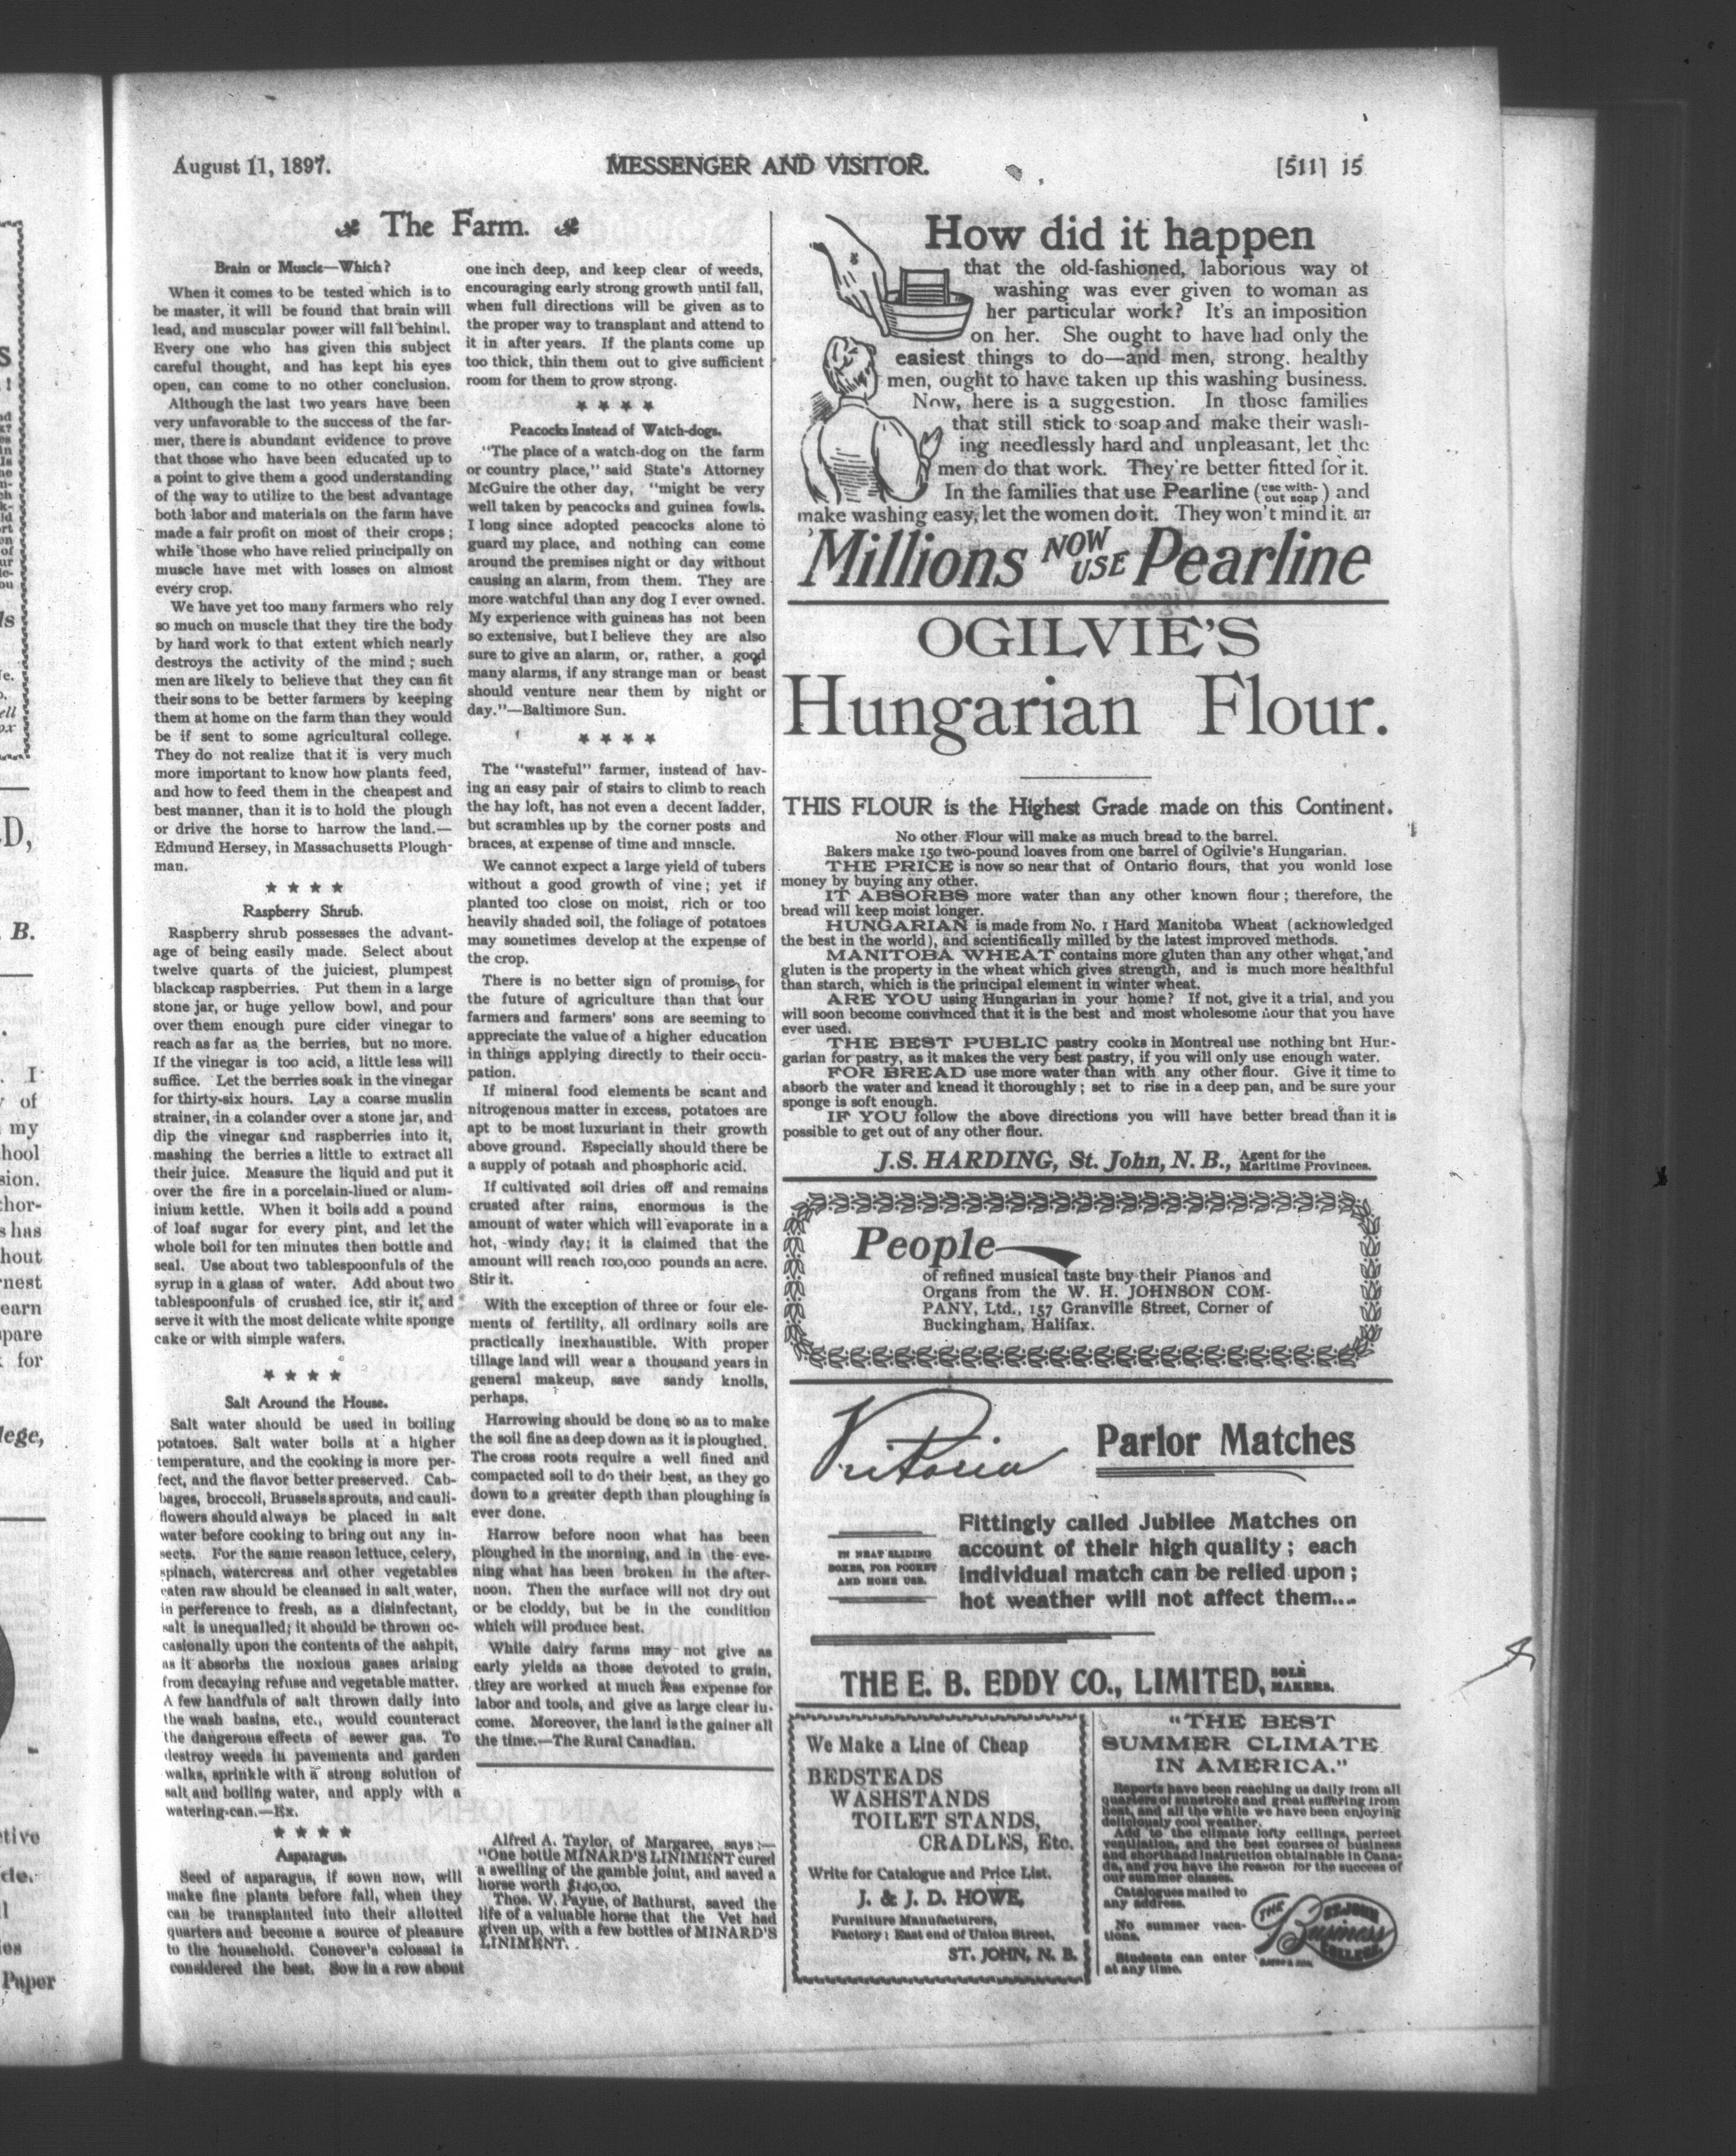 August 11, 1897.
MESSENGER AND VISITOR.
[511] 15
The Farm.
Brain or Muscle—Which?
When it comes to be tested which is to
be master, it will be found that brain will
lead, and muscular power will fall behind.
Every one who has given this subject
careful thought, and has kept his eyes
open, can come to no other conclusion.
Although the last two years have been
very unfavorable to the success of the far-
mer, there is abundant evidence to prove
that those who have been educated up to
a point to give them a good understanding
of the way to utilize to the best advantage
both labor and materials on the farm have
made a fair profit on most of their crops;
while those who have relied principally on
muscle have met with losses on almost
every crop.
We have yet too many farmers who rely
so much on muscle that they tire the body
by hard work to that extent which nearly
destroys the activity of the mind; such
men are likely to believe that they can fit
their sons to be better farmers by keeping
them at home on the farm than they would
be if sent to some agricultural college.
They do not realize that it is very much
more important to know how plants feed,
and how to feed them in the cheapest and
best manner, than it is to hold the plough
or drive the horse to harrow the land.—
Edmund Hersey, in Massachusetts Plough-
man.
* * * *
Raspberry Shrub.
Raspberry shrub possesses the advant-
age of being easily made. Select about
twelve quarts of the juiciest, plumpest
blackcap raspberries. Put them in a large
stone jar, or huge yellow bowl, and pour
over them enough pure cider vinegar to
reach as far as the berries, but no more.
If the vinegar is too acid, a little less will
suffice. Let the berries soak in the vinegar
for thirty-six hours. Lay a coarse muslin
strainer, in a colander over a stone jar, and
dip the vinegar and raspberries into it,
mashing the berries a little to extract all
their juice. Measure the liquid and put it
over the fire in a porcelain-lined or alum-
inium kettle. When it boils add a pound
of loaf sugar for every pint, and let the
whole boil for ten minutes then bottle and
seal. Use about two tablespoonfuls of the
syrup in a glass of water. Add about two
tablespoonfuls of crushed ice, stir it, and
serve it with the most delicate white sponge
cake or with simple wafers.
* * * *
Salt Around the House.
Salt water should be used in boiling
potatoes. Salt water boils at a higher
temperature, and the cooking is more per-
fect, and the flavor better preserved. Cab-
bages, broccoli, Brussels sprouts, and cauli-
flowers should always be placed in salt
water before cooking to bring out any in-
sects. For the same reason lettuce, celery,
spinach, watercress and other vegetables
eaten raw should be cleansed in salt water,
in perference to fresh, as a disinfectant,
salt is unequalled; it should be thrown oc-
casionally upon the contents of the ashpit,
as it absorbs the noxious gases arising
from decaying refuse and vegetable matter.
A few handfuls of salt thrown daily into
the wash basins, etc., would counteract
the dangerous effects of sewer gas. To
destroy weeds in pavements and garden
walks, sprinkle with a strong solution of
salt and boiling water, and apply with a
watering-can.—Ex.
* * * *
Asparagus.
Seed of asparagus, if sown now, will
make fine plants before fall, when they
can be transplanted into their allotted
quarters and become a source of pleasure
to the household. Conover's colossal is
considered the best. Sow in a row about
one inch deep, and keep clear of weeds,
encouraging early strong growth until fall,
when full directions will be given as to
the proper way to transplant and attend to
it in after years. If the plants come up
too thick, thin them out to give sufficient
room for them to grow strong.
* * * *
Peacocks Instead of Watch-dogs.
"The place of a watch-dog on the farm
or country place," said State's Attorney
McGuire the other day, "might be very
well taken by peacocks and guinea fowls.
I long since adopted peacocks alone to
guard my place, and nothing can come
around the premises night or day without
causing an alarm, from them. They are
more watchful than any dog I ever owned.
My experience with guineas has not been
so extensive, but I believe they are also
sure to give an alarm, or, rather, a good
many alarms, if any strange man or beast
should venture near them by night or
day."—Baltimore Sun.
* * * *
The "wasteful" farmer, instead of hav-
ing an easy pair of stairs to climb to reach
the hay loft, has not even a decent ladder,
but scrambles up by the corner posts and
braces, at expense of time and mnscle.
We cannot expect a large yield of tubers
without a good growth of vine; yet if
planted too close on moist, rich or too
heavily shaded soil, the foliage of potatoes
may sometimes develop at the expense of
the crop.
There is no better sign of promise for
the future of agriculture than that our
farmers and farmers' sons are seeming to
appreciate the value of a higher education
in things applying directly to their occu-
pation.
If mineral food elements be scant and
nitrogenous matter in excess, potatoes are
apt to be most luxuriant in their growth
above ground. Especially should there be
a supply of potash and phosphoric acid.
If cultivated soil dries off and remains
crusted after rains, enormous is the
amount of water which will evaporate in a
hot, windy day; it is claimed that the
amount will reach 100,000 pounds an acre.
Stir it.
With the exception of three or four ele-
ments of fertility, all ordinary soils are
practically inexhaustible. With proper
tillage land will wear a thousand years in
general makeup, save sandy knolls,
perhaps.
Harrowing should be done so as to make
the soil fine as deep down as it is ploughed.
The cross roots require a well fined and
compacted soil to do their best, as they go
down to a greater depth than ploughing is
ever done.
Harrow before noon what has been
ploughed in the morning, and in the eve-
ning what has been broken in the after-
noon. Then the surface will not dry out
or be cloddy, but be in the condition
which will produce best.
While dairy farms may not give as
early yields as those devoted to grain,
they are worked at much less expense for
labor and tools, and give as large clear in-
come. Moreover, the land is the gainer all
the time.—The Rural Canadian.
Alfred A. Taylor, of Margaree, says:—
"One bottle MINARD'S LINIMENT cured
a swelling of the gamble joint, and saved a
horse worth $140,00.
Thos. W. Payne, of Bathurst, saved the
life of a valuable horse that the Vet had
given up, with a few bottles of MINARD'S
LINIMENT.
How did it happen
that the old-fashioned, laborious way of
washing was ever given to woman as
her particular work? It's an imposition
on her. She ought to have had only the
easiest things to do—and men, strong, healthy
men, ought to have taken up this washing business.
Now, here is a suggestion. In those families
that still stick to soap and make their wash-
ing needlessly hard and unpleasant, let the
men do that work. They're better fitted for it.
In the families that use Pearline (use with-out soap) and
make washing easy, let the women do it. They won't mind it. 517
Millions NOW USE Pearline
OGILVIE'S
Hungarian Flour.
THIS FLOUR is the Highest Grade made on this Continent.
No other Flour will make as much bread to the barrel.
Bakers make 150 two-pound loaves from one barrel of Ogilvie's Hungarian.
THE PRICE is now so near that of Ontario flours, that you would lose
money by buying any other.
IT ABSORBS more water than any other known flour; therefore, the
bread will keep moist longer.
HUNGARIAN is made from No. 1 Hard Manitoba Wheat (acknowledged
the best in the world), and scientifically milled by the latest improved methods.
MANITOBA WHEAT contains more gluten than any other wheat, and
gluten is the property in the wheat which gives strength, and is much more healthful
than starch, which is the principal element in winter wheat.
ARE YOU using Hungarian in your home? If not, give it a trial, and you
will soon become convinced that it is the best and most wholesome flour that you have
ever used.
THE BEST PUBLIC pastry cooks in Montreal use nothing bnt Hun-
garian for pastry, as it makes the very best pastry, if you will only use enough water.
FOR BREAD use more water than with any other flour. Give it time to
absorb the water and knead it thoroughly; set to rise in a deep pan, and be sure your
sponge is soft enough.
IF YOU follow the above directions you will have better bread than it is
possible to get out of any other flour.
J.S. HARDING, St. John, N. B., Agent for the Maritime Provinces.
People
of refined musical taste buy their Pianos and
Organs from the W. H. JOHNSON COM-
PANY, Ltd., 157 Granville Street, Corner of
Buckingham, Halifax.
Victoria Parlor Matches
IN NEAT SLIDING
BOXES, FOR POCKET
AND HOME USE.
Fittingly called Jubilee Matches on
account of their high quality; each
individual match can be relied upon;
hot weather will not affect them...
THE E. B. EDDY CO., LIMITED, SOLE MAKERS.
We Make a Line of Cheap
BEDSTEADS
WASHSTANDS
TOILET STANDS,
CRADLES, Etc.
Write for Catalogue and Price List.
J. & J. D. HOWE,
Furniture Manufacturers,
Factory: East end of Union Street,
ST. JOHN, N. B.
"THE BEST
SUMMER CLIMATE
IN AMERICA."
Reports have been reaching us daily from all
quarters of sunstroke and great suffering from
heat, and all the while we have been enjoying
deliciously cool weather.
Add to the climate lofty ceilings, perfect
ventilation, and the best courses of business
and shorthand instruction obtainable in Cana-
da, and you have the reason for the success of
our summer classes.
Catalogues mailed to
any address.
No summer vaca-
tions.
Students can enter
at any time.
THE
ST. JOHN
Business
COLLEGE.